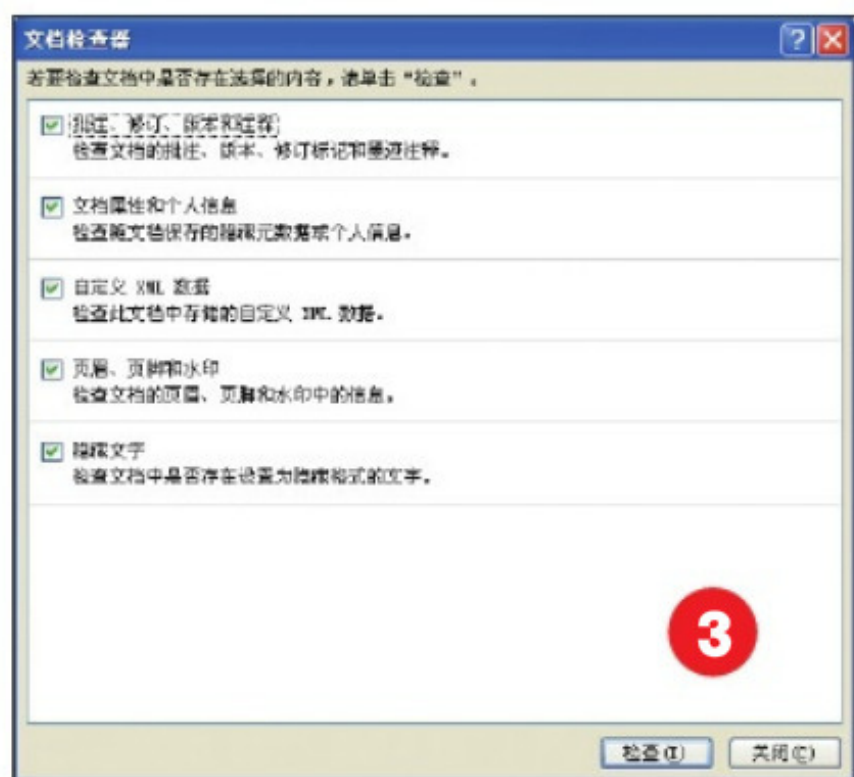 文档检查器
若要检查文档中是否存在选择的内容，请单击“检查”。
批注、修订、版本和注释
检查文档的批注、版本、修订标记和墨迹注释。
文档属性和个人信息
检查随文档保存的隐藏元数据或个人信息。
自定义 XML 数据
检查此文档中存储的自定义 XML 数据。
页眉、页脚和水印
检查文档的页眉、页脚和水印中的信息。
隐藏文字
检查文档中是否存在设置为隐藏格式的文字。
3
检查(I) 关闭(C)